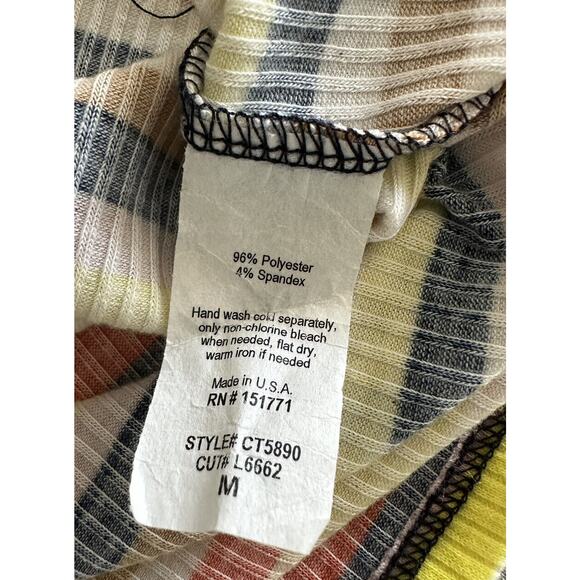 96% Polyester
4% Spandex
Hand wash cold separately,
only non-chlorine bleach
when needed, flat dry,
warm iron if needed
Made in U.S.A.
RN# 151771
STYLE# CT5890
CUT# L6662
M